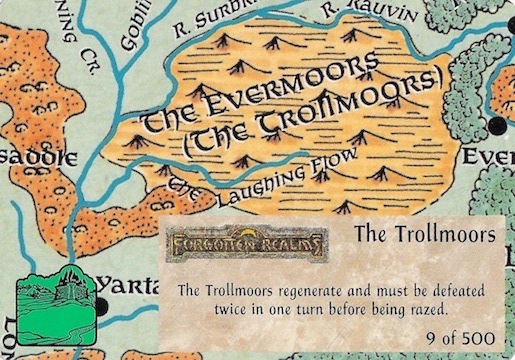 NING CR.
GOBLI
R. SURBRI
R. RAUVIN
THE EVERMOORS
(THE TROLLMOORS)
SADDLE
EVER
THE LAUGHING FLOW
FORGOTTEN REALMS
The Trollmoors
YARTA
The Trollmoors regenerate and must be defeated
twice in one turn before being razed.
LON
9 of 500